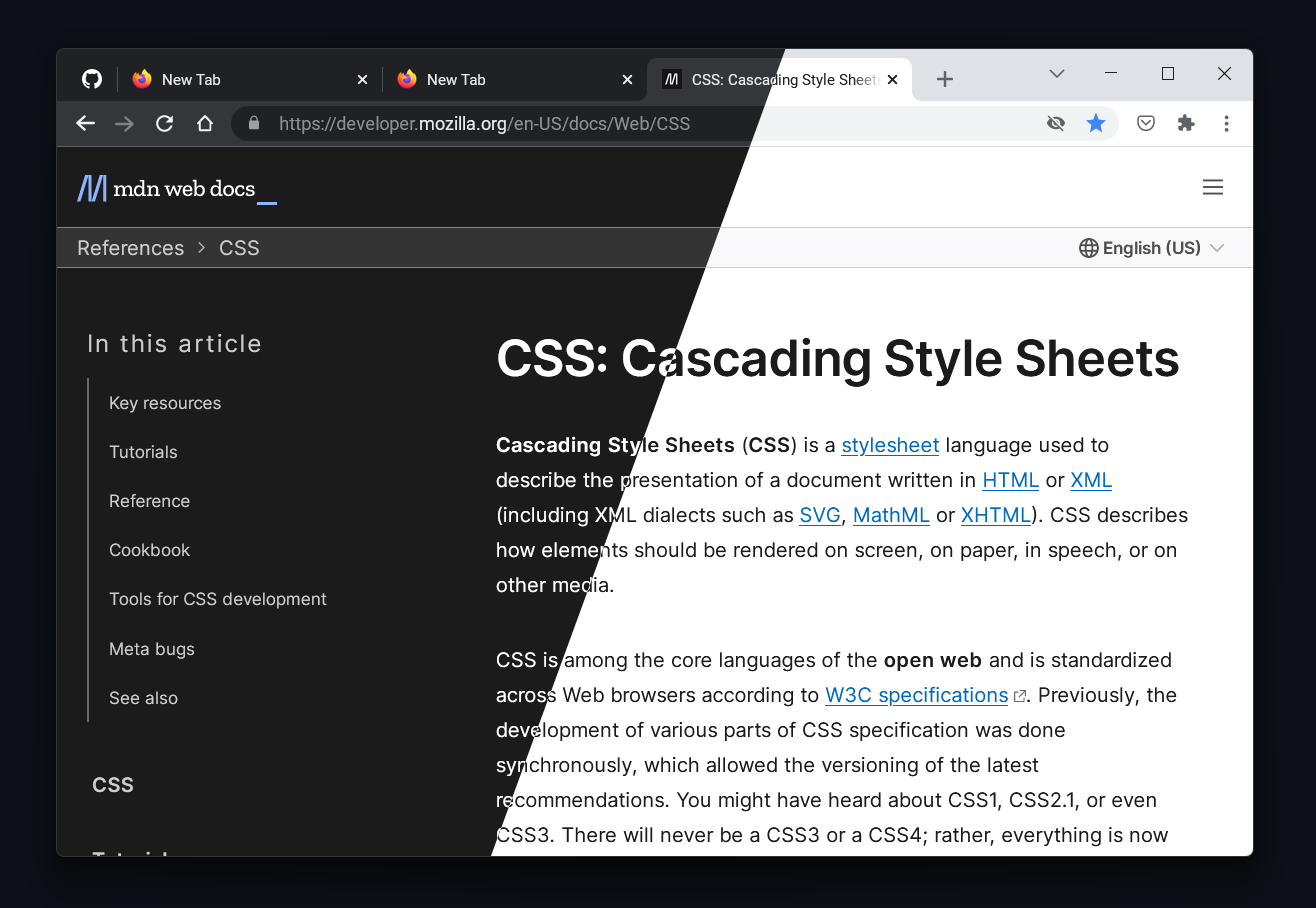 New Tab
New Tab
CSS: Cascading Style Sheets
https://developer.mozilla.org/en-US/docs/Web/CSS
mdn web docs_
References > CSS
English (US)
In this article
Key resources
Tutorials
Reference
Cookbook
Tools for CSS development
Meta bugs
See also
CSS
CSS: Cascading Style Sheets
Cascading Style Sheets (CSS) is a stylesheet language used to
describe the presentation of a document written in HTML or XML
(including XML dialects such as SVG, MathML or XHTML). CSS describes
how elements should be rendered on screen, on paper, in speech, or on
other media.
CSS is among the core languages of the open web and is standardized
across Web browsers according to W3C specifications. Previously, the
development of various parts of CSS specification was done
synchronously, which allowed the versioning of the latest
recommendations. You might have heard about CSS1, CSS2.1, or even
CSS3. There will never be a CSS3 or a CSS4; rather, everything is now